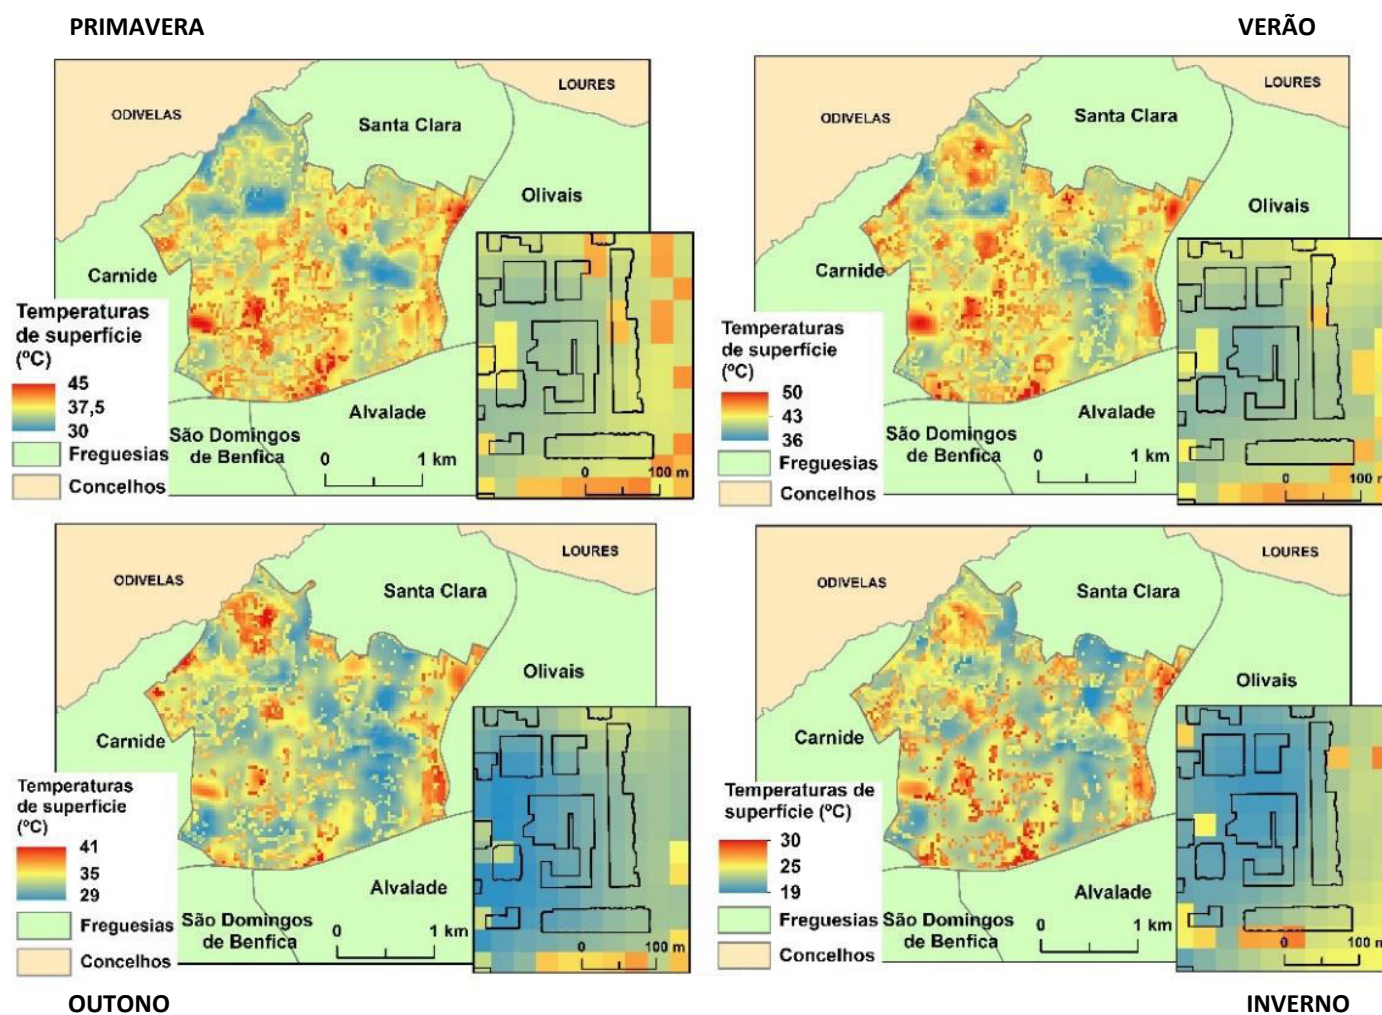 PRIMAVERA
VERÃO
LOURES
ODIVELAS
Santa Clara
Olivais
Carnide
Temperaturas
de superfície
(ºC)
45
37,5
30
Freguesias
Concelhos
São Domingos
de Benfica
Alvalade
0 1 km
0 100 m
LOURES
ODIVELAS
Santa Clara
Olivais
Carnide
Temperaturas
de superfície
(ºC)
50
43
36
Freguesias
Concelhos
São Domingos
de Benfica
Alvalade
0 1 km
0 100 m
LOURES
ODIVELAS
Santa Clara
Olivais
Carnide
Temperaturas
de superfície
(ºC)
41
35
29
Freguesias
Concelhos
São Domingos
de Benfica
Alvalade
0 1 km
0 100 m
LOURES
ODIVELAS
Santa Clara
Olivais
Carnide
Temperaturas de
superfície (ºC)
30
25
19
Freguesias
Concelhos
São Domingos
de Benfica
Alvalade
0 1 km
0 100 m
OUTONO
INVERNO